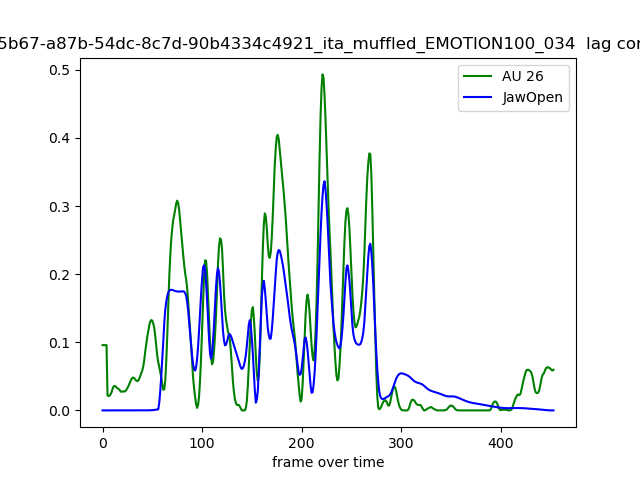 5b67-a87b-54dc-8c7d-90b4334c4921_ita_muffled_EMOTION100_034 lag cor
AU 26
JawOpen
0.5
0.4
0.3
0.2
0.1
0.0
0 100 200 300 400
frame over time